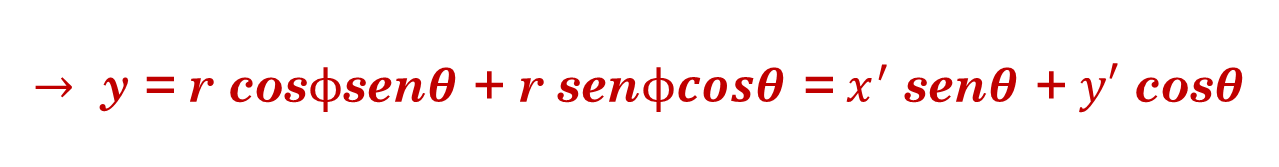 → y = r cosϕsenθ + r senϕcosθ = x′ senθ + y′ cosθ